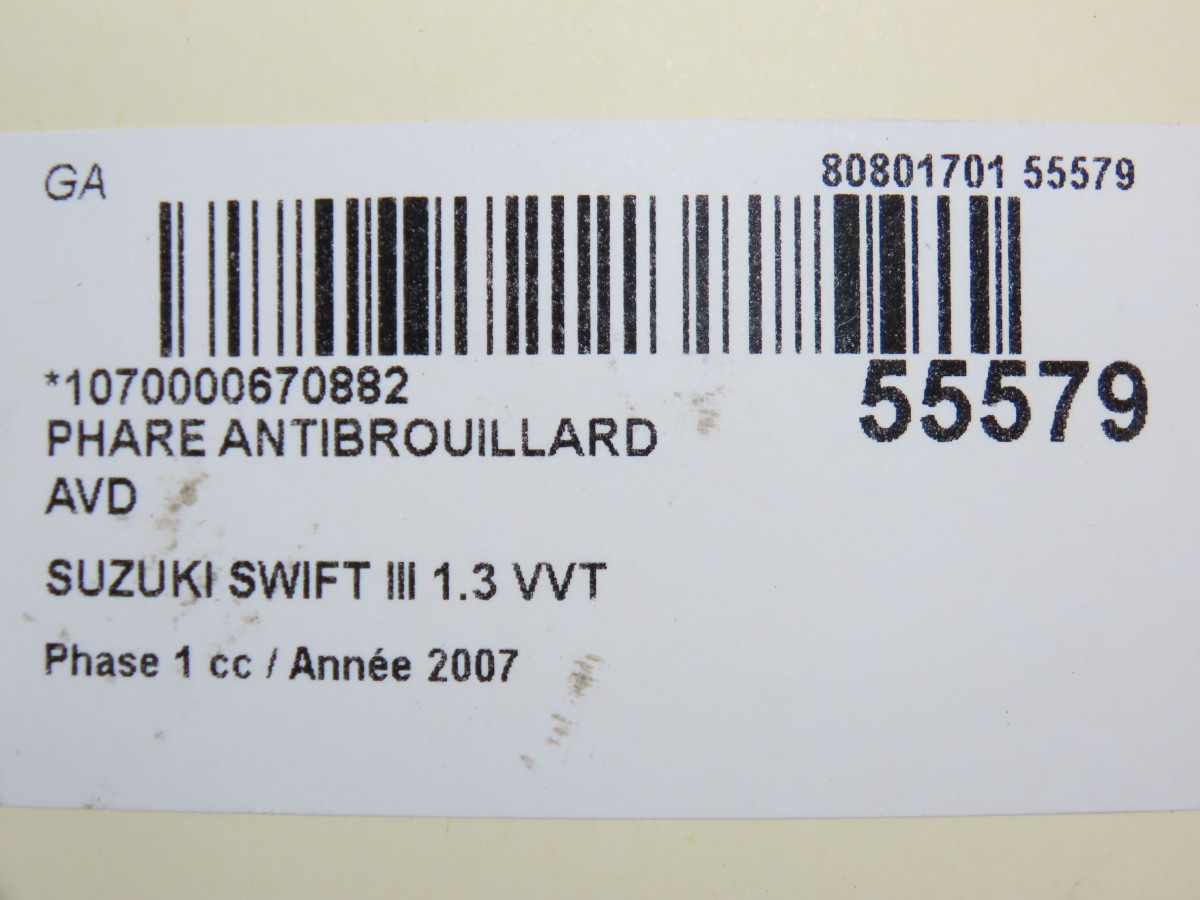 GA
80801701 55579
*1070000670882
55579
PHARE ANTIBROUILLARD
AVD
SUZUKI SWIFT III 1.3 VVT
Phase 1 cc / Année 2007